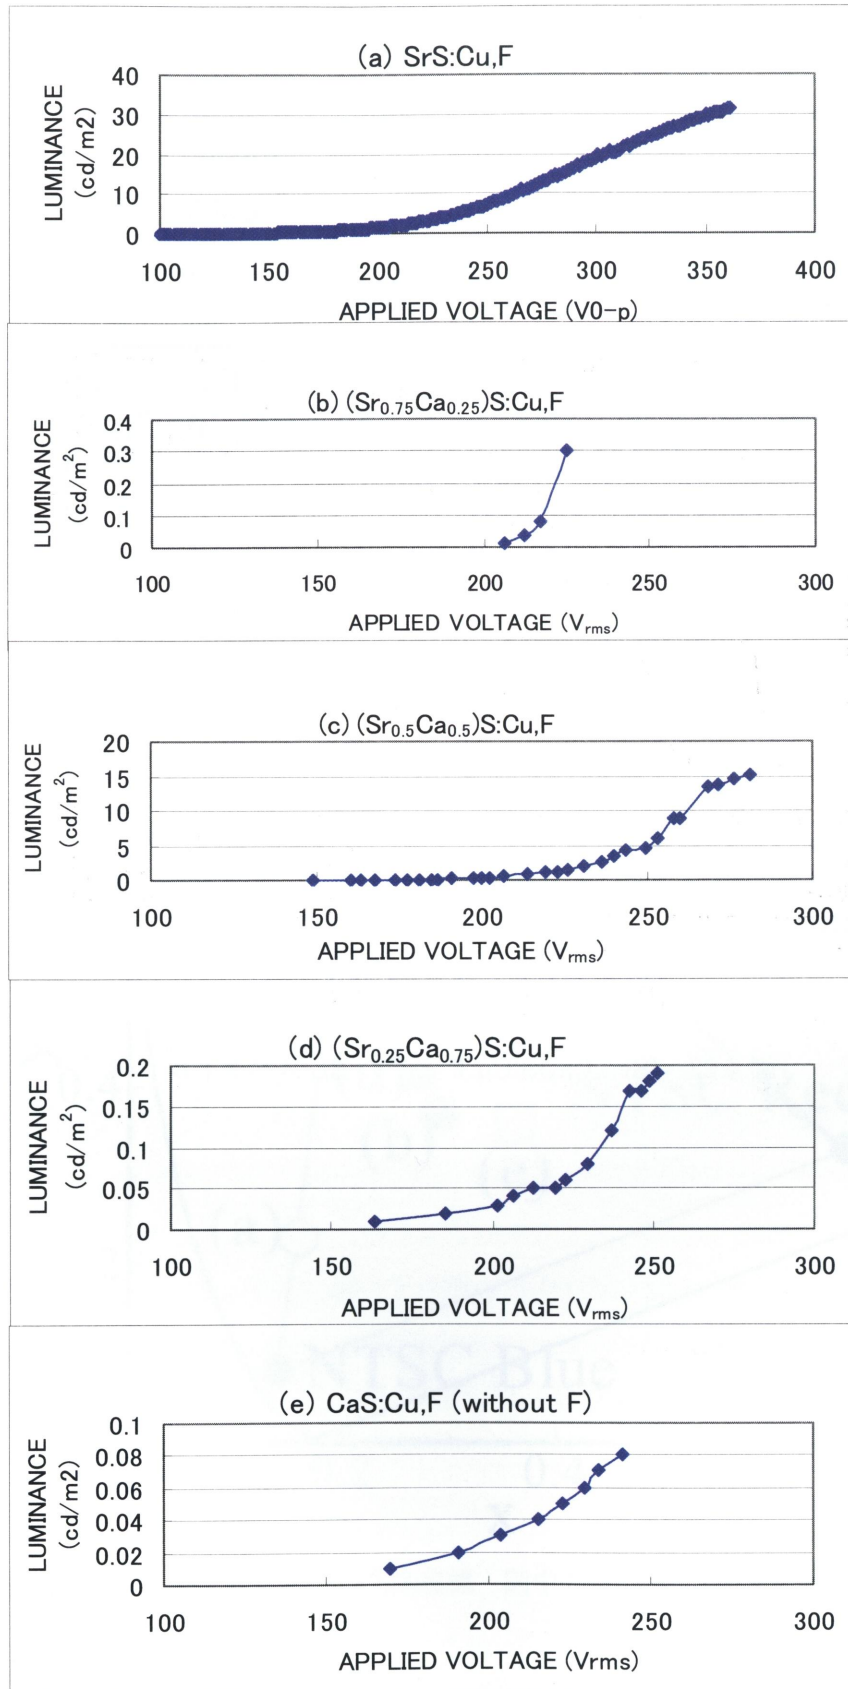 (a) SrS:Cu,F
LUMINANCE
(cd/m2)
40
30
20
10
0
100 150 200 250 300 350 400
APPLIED VOLTAGE (V0-p)
(b) (Sr0.75Ca0.25)S:Cu,F
LUMINANCE
(cd/m²)
0.4
0.3
0.2
0.1
0
100 150 200 250 300
APPLIED VOLTAGE (Vrms)
(c) (Sr0.5Ca0.5)S:Cu,F
LUMINANCE
(cd/m²)
20
15
10
5
0
100 150 200 250 300
APPLIED VOLTAGE (Vrms)
(d) (Sr0.25Ca0.75)S:Cu,F
LUMINANCE
(cd/m²)
0.2
0.15
0.1
0.05
0
100 150 200 250 300
APPLIED VOLTAGE (Vrms)
NTSC Blue
(e) CaS:Cu,F (without F)
LUMINANCE
(cd/m2)
0.1
0.08
0.06
0.04
0.02
0
100 150 200 250 300
APPLIED VOLTAGE (Vrms)